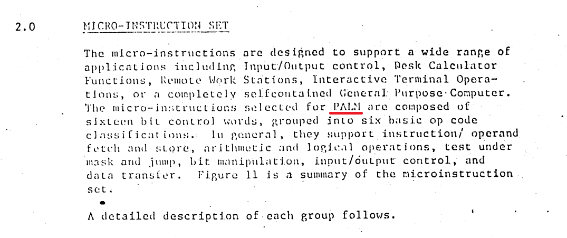 2.0 MICRO-INSTRUCTION SET
The micro-instructions are designed to support a wide range of
applications including Input/Output control, Desk Calculator
Functions, Remote Work Stations, Interactive Terminal Opera-
tions, or a completely selfcontained General Purpose Computer.
The micro-instructions selected for PALM are composed of
sixteen bit control words, grouped into six basic op code
classifications. In general, they support instruction/ operand
fetch and store, arithmetic and logical operations, test under
mask and jump, bit manipulation, input/output control, and
data transfer. Figure 11 is a summary of the microinstruction
set.
A detailed description of each group follows.